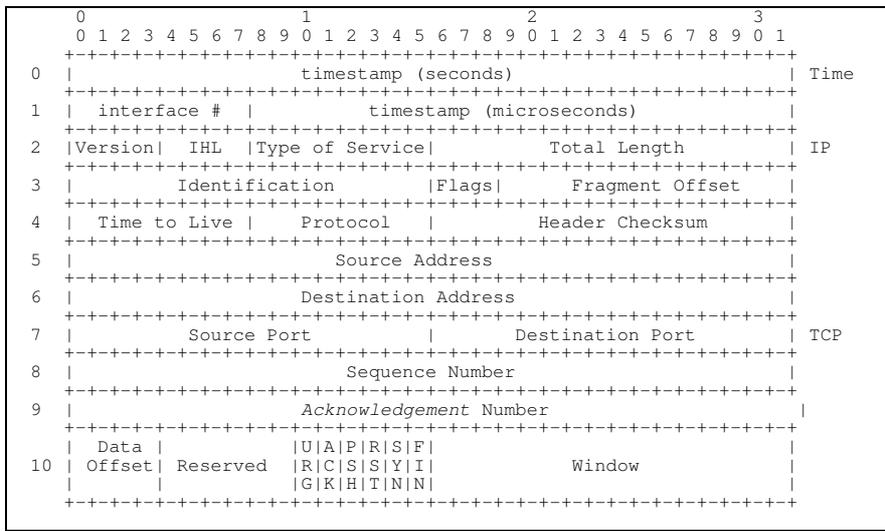 0                   1                   2                   3
0 1 2 3 4 5 6 7 8 9 0 1 2 3 4 5 6 7 8 9 0 1 2 3 4 5 6 7 8 9 0 1
+-+-+-+-+-+-+-+-+-+-+-+-+-+-+-+-+-+-+-+-+-+-+-+-+-+-+-+-+-+-+-+-+
0 | timestamp (seconds) | Time
+-+-+-+-+-+-+-+-+-+-+-+-+-+-+-+-+-+-+-+-+-+-+-+-+-+-+-+-+-+-+-+-+
1 | interface # | timestamp (microseconds) |
+-+-+-+-+-+-+-+-+-+-+-+-+-+-+-+-+-+-+-+-+-+-+-+-+-+-+-+-+-+-+-+-+
2 |Version| IHL |Type of Service| Total Length | IP
+-+-+-+-+-+-+-+-+-+-+-+-+-+-+-+-+-+-+-+-+-+-+-+-+-+-+-+-+-+-+-+-+
3 | Identification |Flags| Fragment Offset |
+-+-+-+-+-+-+-+-+-+-+-+-+-+-+-+-+-+-+-+-+-+-+-+-+-+-+-+-+-+-+-+-+
4 | Time to Live | Protocol | Header Checksum |
+-+-+-+-+-+-+-+-+-+-+-+-+-+-+-+-+-+-+-+-+-+-+-+-+-+-+-+-+-+-+-+-+
5 | Source Address |
+-+-+-+-+-+-+-+-+-+-+-+-+-+-+-+-+-+-+-+-+-+-+-+-+-+-+-+-+-+-+-+-+
6 | Destination Address |
+-+-+-+-+-+-+-+-+-+-+-+-+-+-+-+-+-+-+-+-+-+-+-+-+-+-+-+-+-+-+-+-+
7 | Source Port | Destination Port | TCP
+-+-+-+-+-+-+-+-+-+-+-+-+-+-+-+-+-+-+-+-+-+-+-+-+-+-+-+-+-+-+-+-+
8 | Sequence Number |
+-+-+-+-+-+-+-+-+-+-+-+-+-+-+-+-+-+-+-+-+-+-+-+-+-+-+-+-+-+-+-+-+
9 | Acknowledgement Number |
+-+-+-+-+-+-+-+-+-+-+-+-+-+-+-+-+-+-+-+-+-+-+-+-+-+-+-+-+-+-+-+-+
| Data | |U|A|P|R|S|F| |
10 | Offset| Reserved |R|C|S|S|Y|I| Window |
| | |G|K|H|T|N|N| |
+-+-+-+-+-+-+-+-+-+-+-+-+-+-+-+-+-+-+-+-+-+-+-+-+-+-+-+-+-+-+-+-+